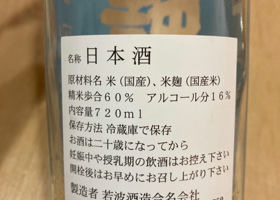 名称 日本酒
原材料名 米（国産）、米麹（国産米）
精米歩合６０％ アルコール分１６％
内容量７２０ｍｌ
保存方法 冷蔵庫で保存
お酒は二十歳になってから
妊娠中や授乳期の飲酒はお控え下さい
開栓後はお早めにお召し上がり下さい
製造者 若波酒造合名会社